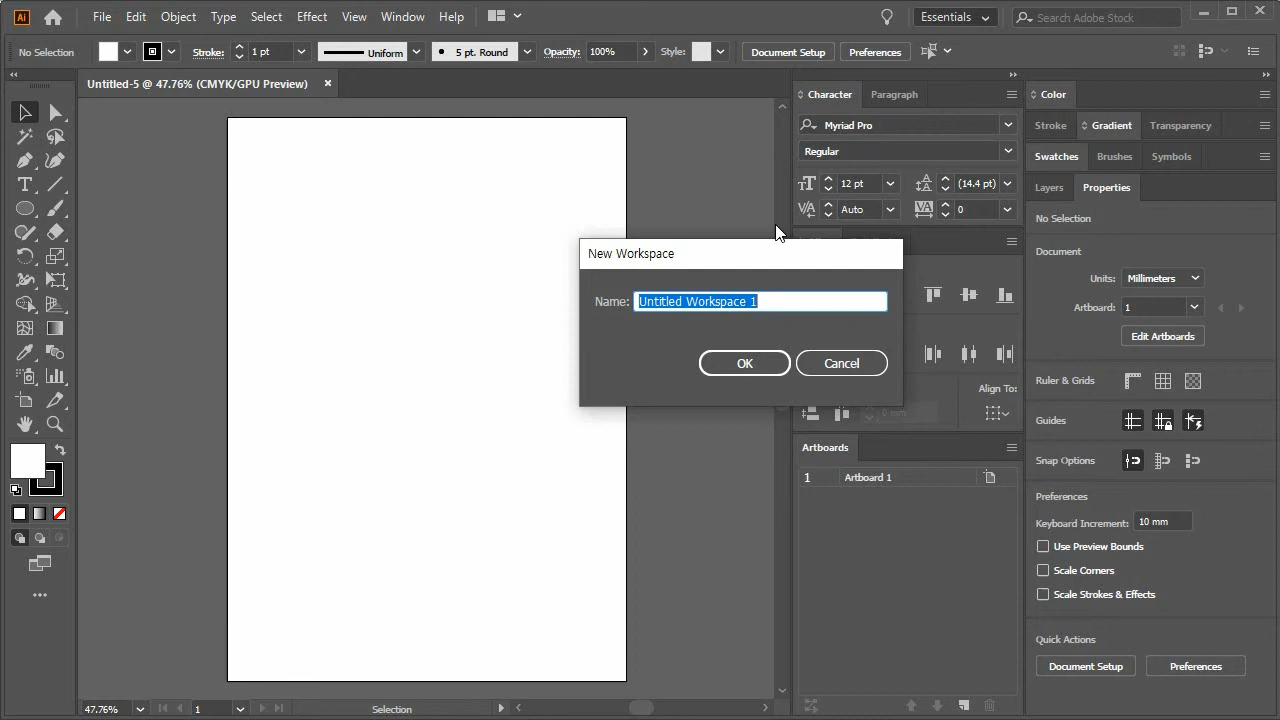 Ai File Edit Object Type Select Effect View Window Help Essentials Search Adobe Stock
No Selection Stroke: 1 pt Uniform 5 pt. Round Opacity: 100% Style: Document Setup Preferences
Untitled-5 @ 47.76% (CMYK/GPU Preview)
Character Paragraph
Myriad Pro
Regular
12 pt (14.4 pt)
Auto 0
New Workspace
Name: Untitled Workspace 1
OK Cancel
Align To:
0 mm
Artboards
1 Artboard 1
Color
Stroke Gradient Transparency
Swatches Brushes Symbols
Layers Properties
No Selection
Document
Units: Millimeters
Artboard: 1
Edit Artboards
Ruler & Grids
Guides
Snap Options
Preferences
Keyboard Increment: 10 mm
Use Preview Bounds
Scale Corners
Scale Strokes & Effects
Quick Actions
Document Setup Preferences
47.76% 1 Selection